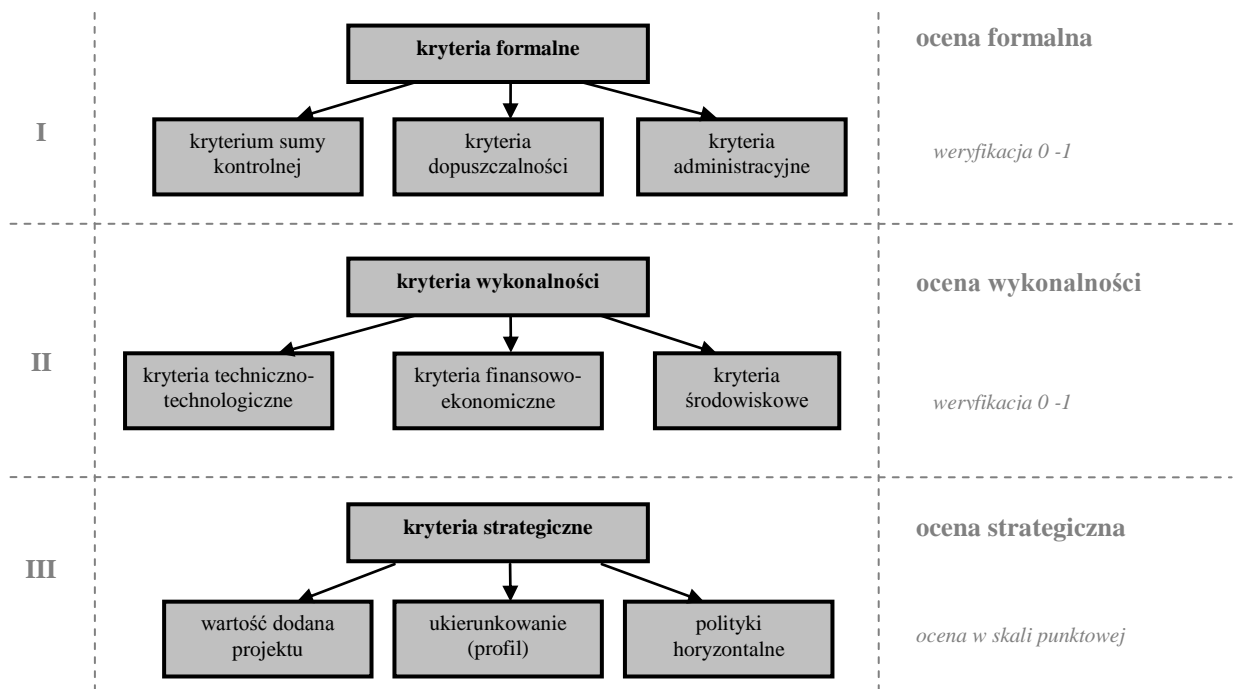 kryteria formalne
ocena formalna
I
kryterium sumy
kontrolnej
kryteria
dopuszczalności
kryteria
administracyjne
weryfikacja 0 -1
kryteria wykonalności
ocena wykonalności
II
kryteria techniczno-
technologiczne
kryteria finansowo-
ekonomiczne
kryteria
środowiskowe
weryfikacja 0 -1
kryteria strategiczne
ocena strategiczna
III
wartość dodana
projektu
ukierunkowanie
(profil)
polityki
horyzontalne
ocena w skali punktowej